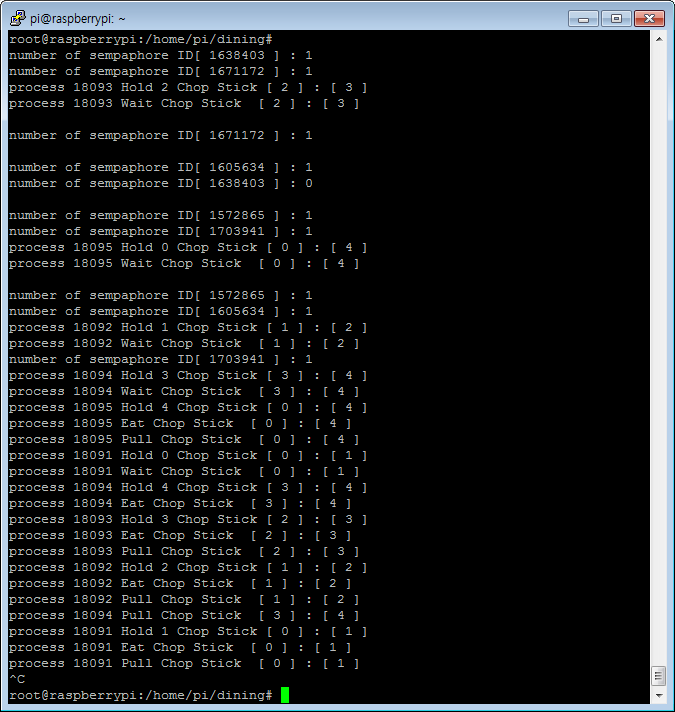 pi@raspberrypi: ~
root@raspberrypi:/home/pi/dining#
number of sempaphore ID[ 1638403 ] : 1
number of sempaphore ID[ 1671172 ] : 1
process 18093 Hold 2 Chop Stick [ 2 ] : [ 3 ]
process 18093 Wait Chop Stick  [ 2 ] : [ 3 ]
number of sempaphore ID[ 1671172 ] : 1
number of sempaphore ID[ 1605634 ] : 1
number of sempaphore ID[ 1638403 ] : 0
number of sempaphore ID[ 1572865 ] : 1
number of sempaphore ID[ 1703941 ] : 1
process 18095 Hold 0 Chop Stick [ 0 ] : [ 4 ]
process 18095 Wait Chop Stick  [ 0 ] : [ 4 ]
number of sempaphore ID[ 1572865 ] : 1
number of sempaphore ID[ 1605634 ] : 1
process 18092 Hold 1 Chop Stick [ 1 ] : [ 2 ]
process 18092 Wait Chop Stick  [ 1 ] : [ 2 ]
number of sempaphore ID[ 1703941 ] : 1
process 18094 Hold 3 Chop Stick [ 3 ] : [ 4 ]
process 18094 Wait Chop Stick  [ 3 ] : [ 4 ]
process 18095 Hold 4 Chop Stick [ 0 ] : [ 4 ]
process 18095 Eat Chop Stick  [ 0 ] : [ 4 ]
process 18095 Pull Chop Stick  [ 0 ] : [ 4 ]
process 18091 Hold 0 Chop Stick [ 0 ] : [ 1 ]
process 18091 Wait Chop Stick  [ 0 ] : [ 1 ]
process 18094 Hold 4 Chop Stick [ 3 ] : [ 4 ]
process 18094 Eat Chop Stick  [ 3 ] : [ 4 ]
process 18093 Hold 3 Chop Stick [ 2 ] : [ 3 ]
process 18093 Eat Chop Stick  [ 2 ] : [ 3 ]
process 18093 Pull Chop Stick  [ 2 ] : [ 3 ]
process 18092 Hold 2 Chop Stick [ 1 ] : [ 2 ]
process 18092 Eat Chop Stick  [ 1 ] : [ 2 ]
process 18092 Pull Chop Stick  [ 1 ] : [ 2 ]
process 18094 Pull Chop Stick  [ 3 ] : [ 4 ]
process 18091 Hold 1 Chop Stick [ 0 ] : [ 1 ]
process 18091 Eat Chop Stick  [ 0 ] : [ 1 ]
process 18091 Pull Chop Stick  [ 0 ] : [ 1 ]
^C
root@raspberrypi:/home/pi/dining#